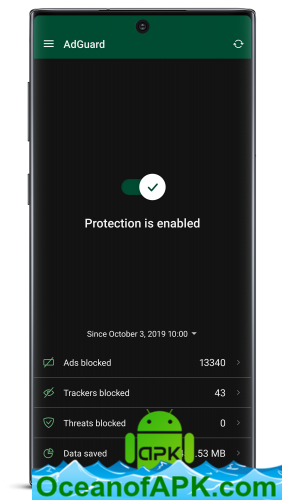 AdGuard
Protection is enabled
Since October 3, 2019 10:00
Ads blocked 13340
Trackers blocked 43
Threats blocked 0
Data saved .53 MB
APK
OceanofAPK.com